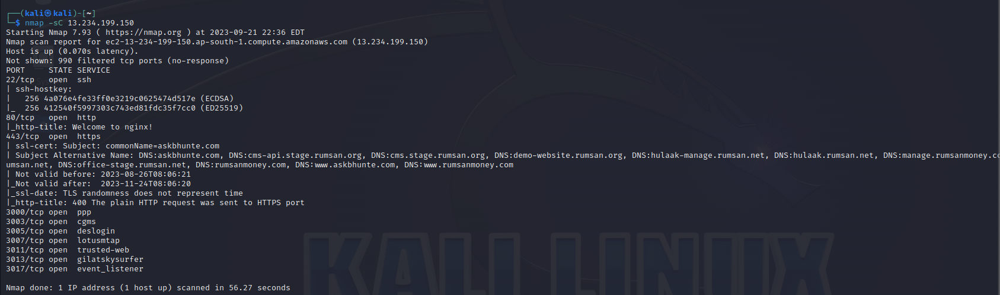 ┌──(kali㉿kali)-[~]
└─$ nmap -sC 13.234.199.150
Starting Nmap 7.93 ( https://nmap.org ) at 2023-09-21 22:36 EDT
Nmap scan report for ec2-13-234-199-150.ap-south-1.compute.amazonaws.com (13.234.199.150)
Host is up (0.070s latency).
Not shown: 990 filtered tcp ports (no-response)
PORT     STATE SERVICE
22/tcp   open  ssh
| ssh-hostkey:
|   256 4a076e4fe33ff0e3219c0625474d517e (ECDSA)
|_  256 412540f5997303c743ed81fdc35f7cc0 (ED25519)
80/tcp   open  http
|_http-title: Welcome to nginx!
443/tcp  open  https
| ssl-cert: Subject: commonName=askbhunte.com
| Subject Alternative Name: DNS:askbhunte.com, DNS:cms-api.stage.rumsan.org, DNS:cms.stage.rumsan.org, DNS:demo-website.rumsan.org, DNS:hulaak-manage.rumsan.net, DNS:hulaak.rumsan.net, DNS:manage.rumsanmoney.co
umsan.net, DNS:office-stage.rumsan.net, DNS:rumsanmoney.com, DNS:www.askbhunte.com, DNS:www.rumsanmoney.com
| Not valid before: 2023-08-26T08:06:21
|_Not valid after:  2023-11-24T08:06:20
|_ssl-date: TLS randomness does not represent time
|_http-title: 400 The plain HTTP request was sent to HTTPS port
3000/tcp open  ppp
3003/tcp open  cgms
3005/tcp open  deslogin
3007/tcp open  lotusmtap
3011/tcp open  trusted-web
3013/tcp open  gilatskysurfer
3017/tcp open  event_listener
KALI LINUX
Nmap done: 1 IP address (1 host up) scanned in 56.27 seconds